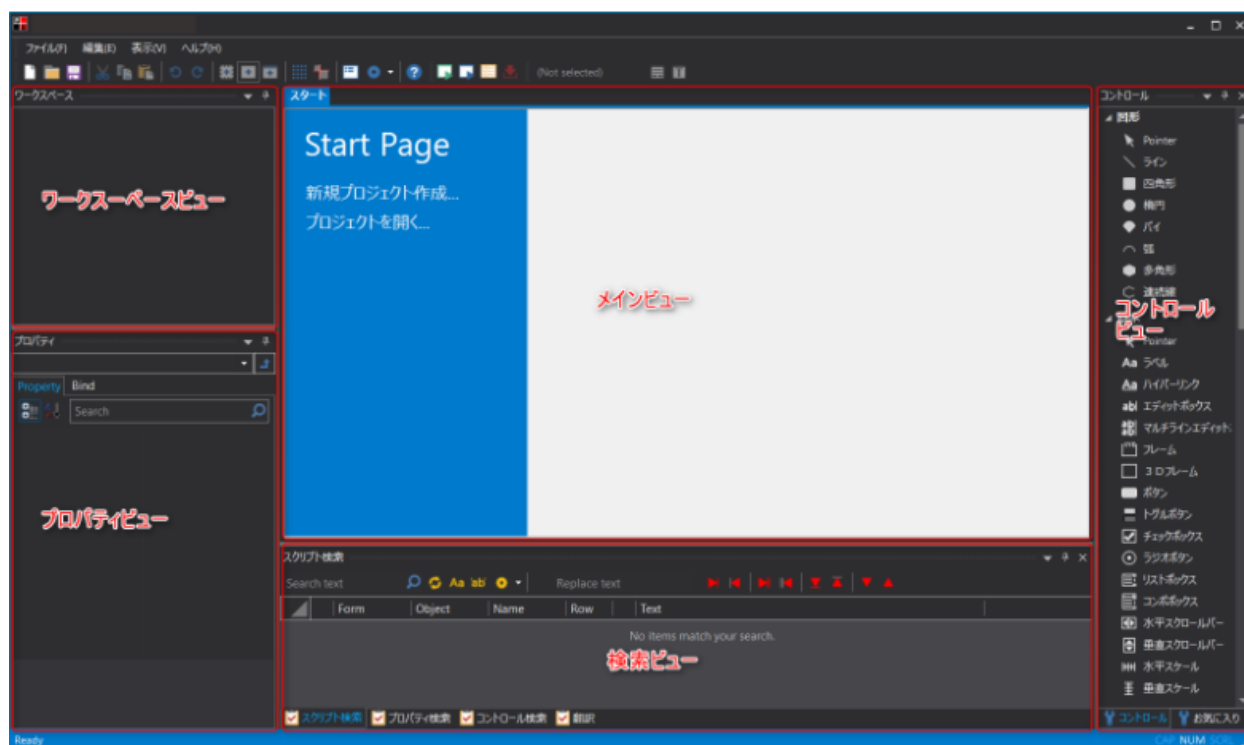 ファイル(F) 編集(E) 表示(V) ヘルプ(H)
(Not selected)
ワークスペース
ワークスーペースビュー
プロパティ
Property Bind
Search
プロパティビュー
スタート
Start Page
新規プロジェクト作成...
プロジェクトを開く...
メインビュー
スクリプト検索
Search text
Aa
ab
Replace text
Form Object Name Row Text
No items match your search.
検索ビュー
スクリプト検索 プロパティ検索 コントロール検索 翻訳
コントロール
図形
Pointer
ライン
四角形
楕円
パイ
弧
多角形
連続線
コントロール
ビュー
Pointer
Aa ラベル
Aa ハイパーリンク
ab| エディットボックス
マルチラインエディット
フレーム
3Dフレーム
ボタン
トグルボタン
チェックボックス
ラジオボタン
リストボックス
コンボボックス
水平スクロールバー
垂直スクロールバー
水平スケール
垂直スケール
コントロール お気に入り
Ready
CAP NUM SCRL